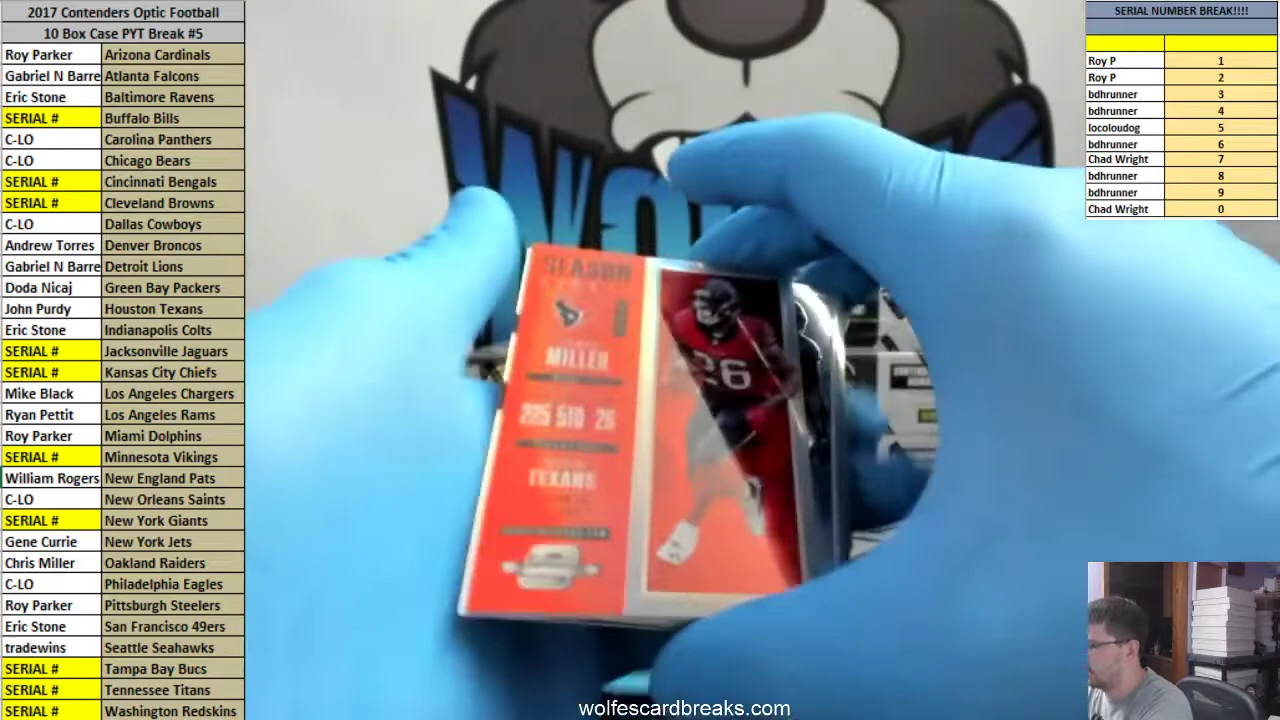 2017 Contenders Optic Football
10 Box Case PYT Break #5
Roy Parker Arizona Cardinals
Gabriel N Barre Atlanta Falcons
Eric Stone Baltimore Ravens
SERIAL # Buffalo Bills
C-LO Carolina Panthers
C-LO Chicago Bears
SERIAL # Cincinnati Bengals
SERIAL # Cleveland Browns
C-LO Dallas Cowboys
Andrew Torres Denver Broncos
Gabriel N Barre Detroit Lions
Doda Nicaj Green Bay Packers
John Purdy Houston Texans
Eric Stone Indianapolis Colts
SERIAL # Jacksonville Jaguars
SERIAL # Kansas City Chiefs
Mike Black Los Angeles Chargers
Ryan Pettit Los Angeles Rams
Roy Parker Miami Dolphins
SERIAL # Minnesota Vikings
William Rogers New England Pats
C-LO New Orleans Saints
SERIAL # New York Giants
Gene Currie New York Jets
Chris Miller Oakland Raiders
C-LO Philadelphia Eagles
Roy Parker Pittsburgh Steelers
Eric Stone San Francisco 49ers
tradewins Seattle Seahawks
SERIAL # Tampa Bay Bucs
SERIAL # Tennessee Titans
SERIAL # Washington Redskins
SEASON
MILLER
225 510 26
TEXANS
26
SERIAL NUMBER BREAK!!!!
Roy P 1
Roy P 2
bdhrunner 3
bdhrunner 4
locoloudog 5
bdhrunner 6
Chad Wright 7
bdhrunner 8
bdhrunner 9
Chad Wright 0
wolfescardbreaks.com